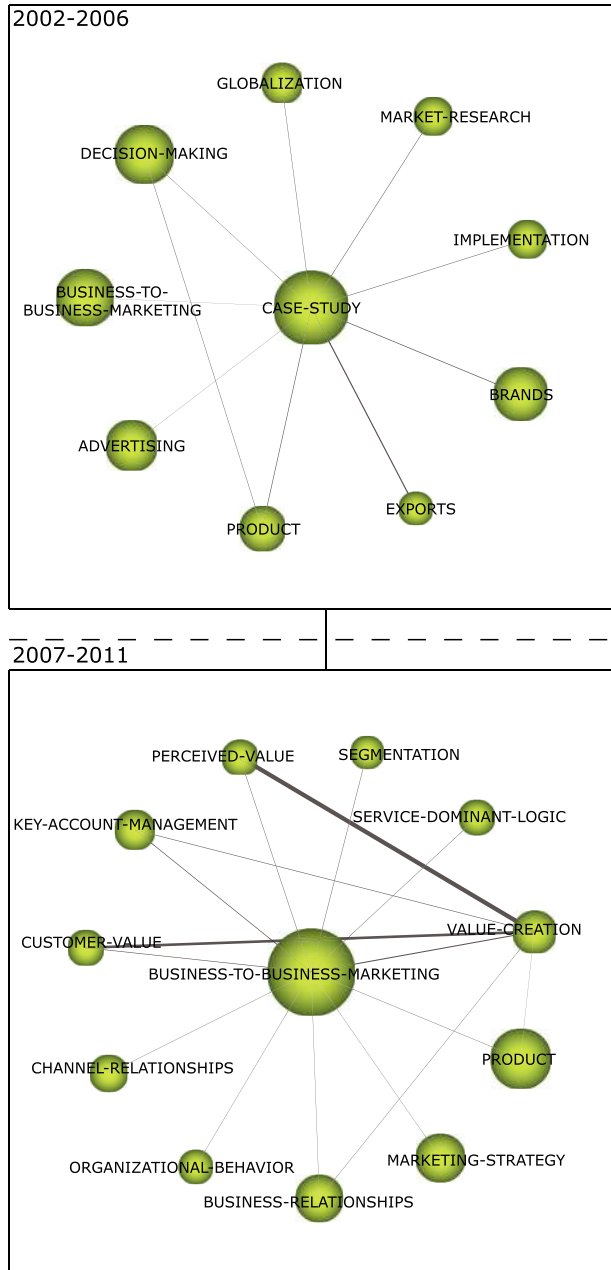 2002-2006
GLOBALIZATION
MARKET-RESEARCH
DECISION-MAKING
IMPLEMENTATION
BUSINESS-TO-
BUSINESS-MARKETING
CASE-STUDY
BRANDS
ADVERTISING
EXPORTS
PRODUCT
2007-2011
PERCEIVED-VALUE
SEGMENTATION
SERVICE-DOMINANT-LOGIC
KEY-ACCOUNT-MANAGEMENT
VALUE-CREATION
CUSTOMER-VALUE
BUSINESS-TO-BUSINESS-MARKETING
PRODUCT
CHANNEL-RELATIONSHIPS
MARKETING-STRATEGY
ORGANIZATIONAL-BEHAVIOR
BUSINESS-RELATIONSHIPS